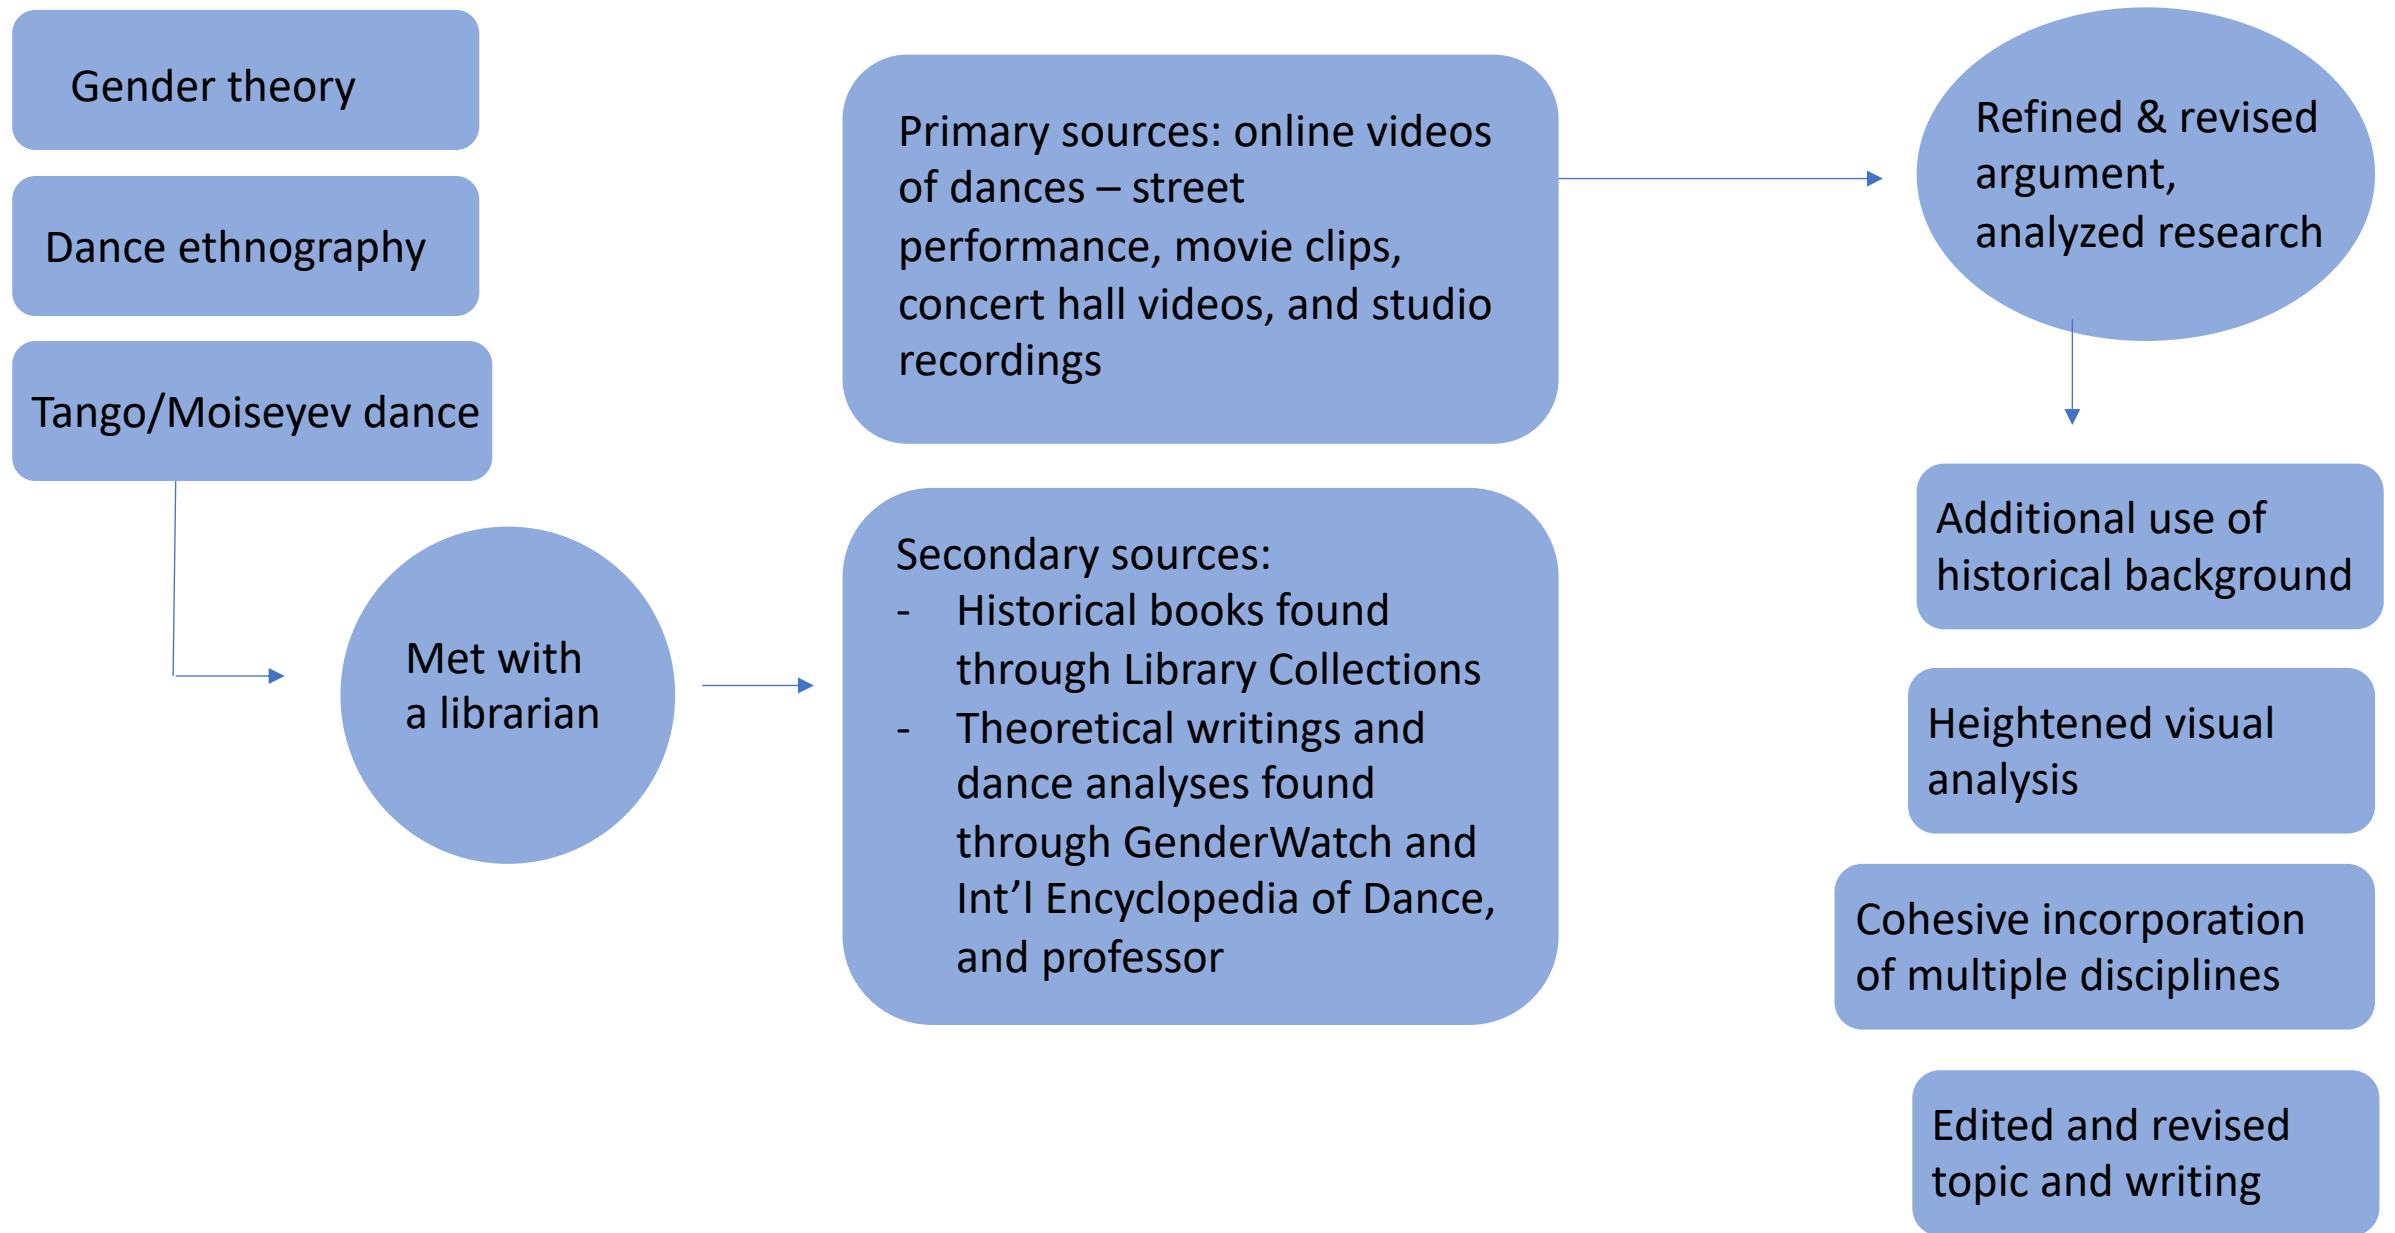 Gender theory
Dance ethnography
Tango/Moiseyev dance
Met with
a librarian
Primary sources: online videos
of dances – street
performance, movie clips,
concert hall videos, and studio
recordings
Secondary sources:
- Historical books found
through Library Collections
- Theoretical writings and
dance analyses found
through GenderWatch and
Int’l Encyclopedia of Dance,
and professor
Refined & revised
argument,
analyzed research
Additional use of
historical background
Heightened visual
analysis
Cohesive incorporation
of multiple disciplines
Edited and revised
topic and writing